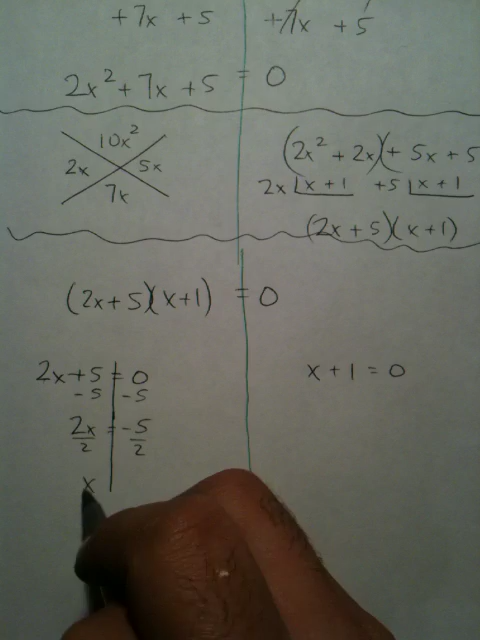 +7x +5 +7x +5
2x² + 7x + 5 = 0
10x²
2x 5x
7x
(2x² + 2x)(+ 5x + 5
2x x + 1 +5 x + 1
(2x + 5)(x + 1)
(2x + 5)(x + 1) = 0
2x + 5 = 0
-5 -5
2x = -5
2 2
x
x + 1 = 0